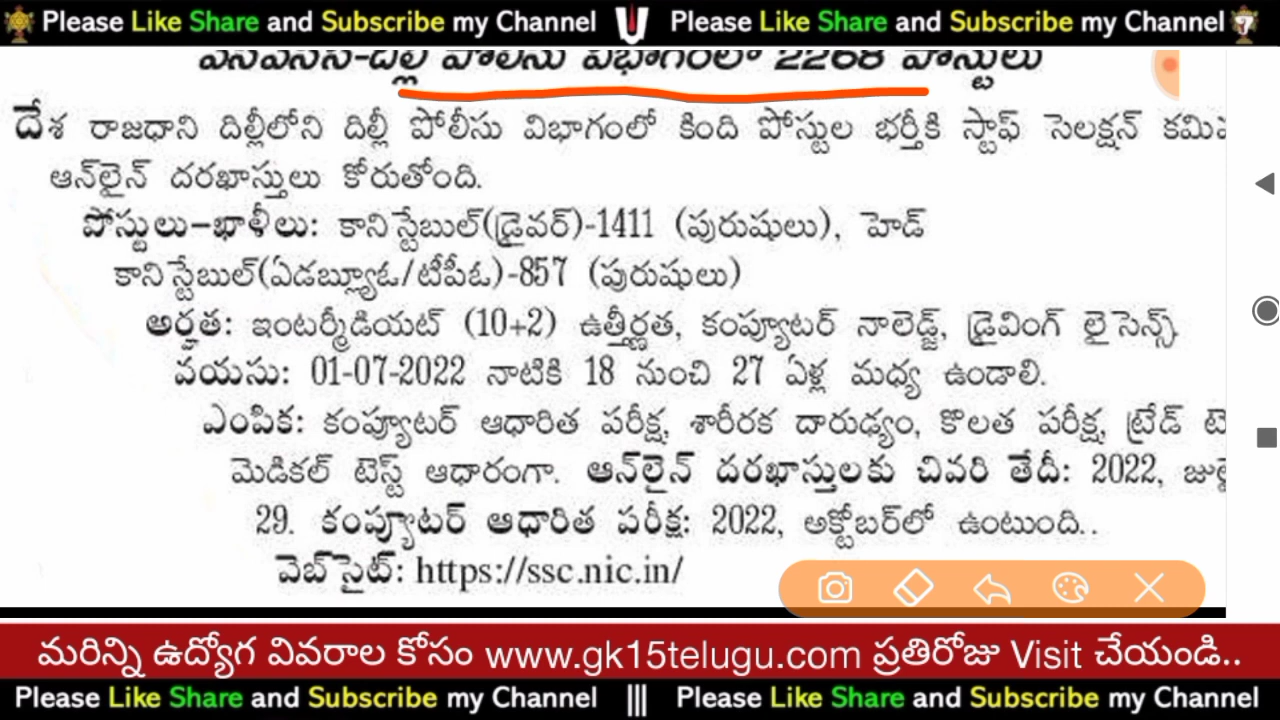 Please Like Share and Subscribe my Channel Please Like Share and Subscribe my Channel
ఎస్ఎస్‌సీ-దిల్లీ పోలీసు విభాగంలో 2268 పోస్టులు
దేశ రాజధాని దిల్లీలోని దిల్లీ పోలీసు విభాగంలో కింది పోస్టుల భర్తీకి స్టాఫ్ సెలక్షన్
ఆన్‌లైన్ దరఖాస్తులు కోరుతోంది.
పోస్టులు-ఖాళీలు: కానిస్టేబుల్(డ్రైవర్)-1411 (పురుషులు), హెడ్
కానిస్టేబుల్(ఏడబ్ల్యూఓ/టీపీఓ)-857 (పురుషులు)
అర్హత: ఇంటర్మీడియట్ (10+2) ఉత్తీర్ణత, కంప్యూటర్ నాలెడ్జ్, డ్రైవింగ్ లైసెన్స్.
వయసు: 01-07-2022 నాటికి 18 నుంచి 27 ఏళ్ల మధ్య ఉండాలి.
ఎంపిక: కంప్యూటర్ ఆధారిత పరీక్ష, శారీరక దారుఢ్యం, కొలత పరీక్ష, ట్రేడ్
మెడికల్ టెస్ట్ ఆధారంగా. ఆన్‌లైన్ దరఖాస్తులకు చివరి తేదీ: 2022,
29. కంప్యూటర్ ఆధారిత పరీక్ష: 2022, అక్టోబర్‌లో ఉంటుంది..
వెబ్‌సైట్: https://ssc.nic.in/
మరిన్ని ఉద్యోగ వివరాల కోసం www.gk15telugu.com ప్రతిరోజు Visit చేయండి..
Please Like Share and Subscribe my Channel ||| Please Like Share and Subscribe my Channel